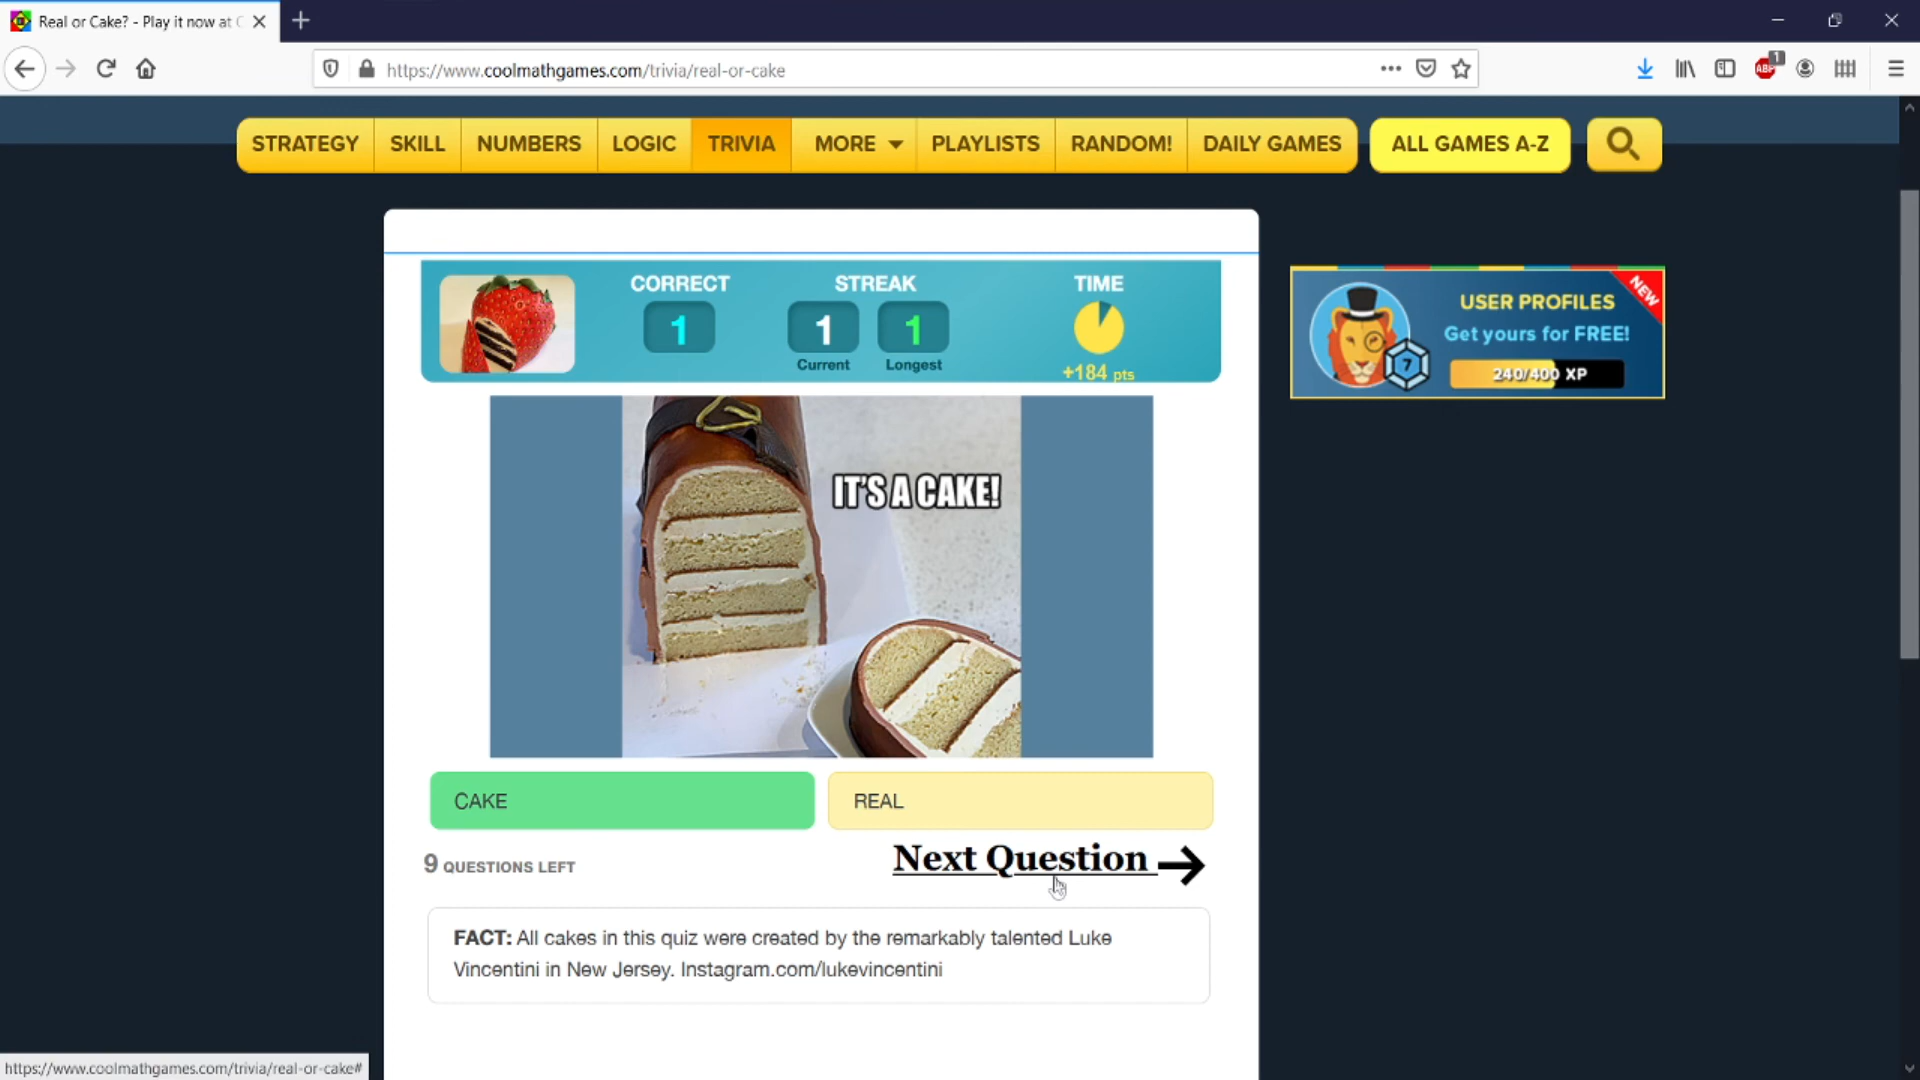 Real or Cake? - Play it now at
https://www.coolmathgames.com/trivia/real-or-cake
ABP
1
STRATEGY
SKILL
NUMBERS
LOGIC
TRIVIA
MORE
PLAYLISTS
RANDOM!
DAILY GAMES
ALL GAMES A-Z
CORRECT
STREAK
TIME
1
1
1
Current
Longest
+184 pts
NEW
USER PROFILES
Get yours for FREE!
7
240/400 XP
IT'S A CAKE!
CAKE
REAL
9 QUESTIONS LEFT
Next Question
FACT: All cakes in this quiz were created by the remarkably talented Luke
Vincentini in New Jersey. Instagram.com/lukevincentini
https://www.coolmathgames.com/trivia/real-or-cake#